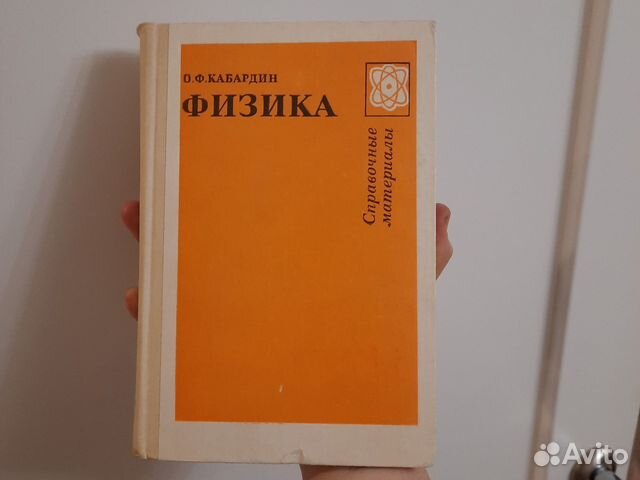 О.Ф.КАБАРДИН
ФИЗИКА
Справочные
материалы
Avito